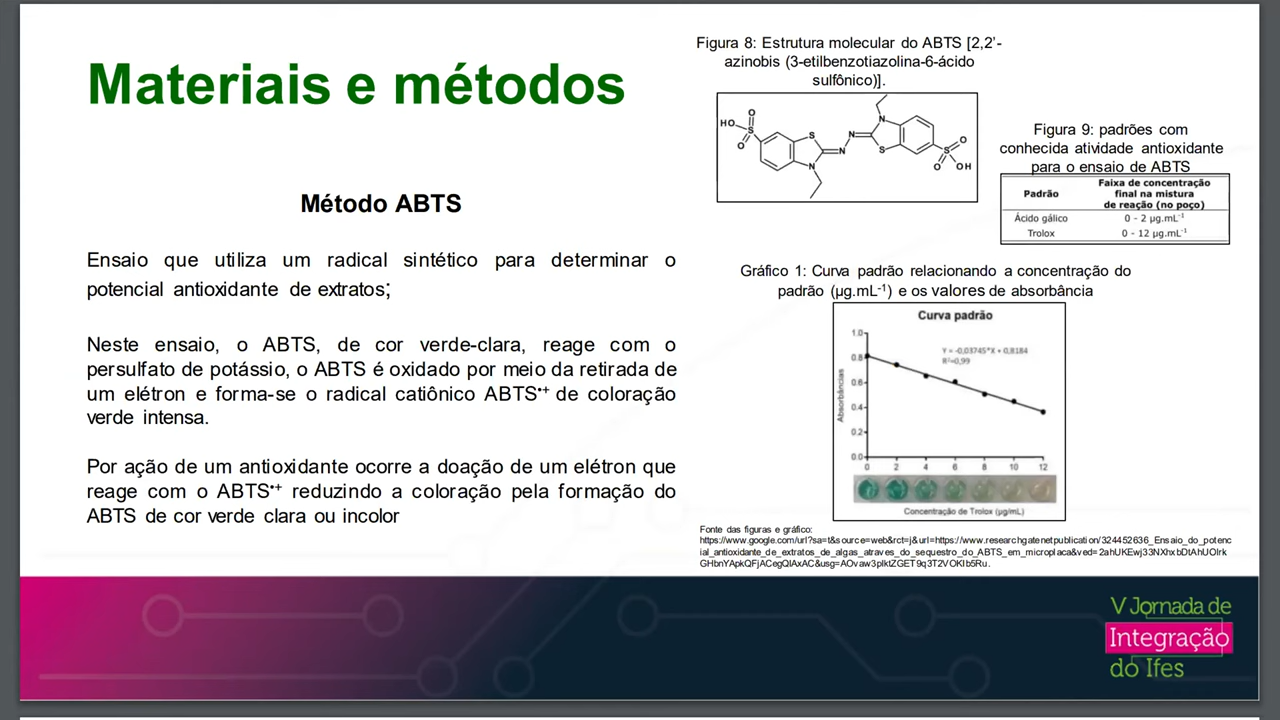 Materiais e métodos
Método ABTS
Ensaio que utiliza um radical sintético para determinar o
potencial antioxidante de extratos;
Neste ensaio, o ABTS, de cor verde-clara, reage com o
persulfato de potássio, o ABTS é oxidado por meio da retirada de
um elétron e forma-se o radical catiônico ABTS•+ de coloração
verde intensa.
Por ação de um antioxidante ocorre a doação de um elétron que
reage com o ABTS•+ reduzindo a coloração pela formação do
ABTS de cor verde clara ou incolor
Figura 8: Estrutura molecular do ABTS [2,2'-
azinobis (3-etilbenzotiazolina-6-ácido
sulfônico)].
HO S O O N S N N S N S O O OH
Figura 9: padrões com
conhecida atividade antioxidante
para o ensaio de ABTS
Padrão Faixa de concentração
final na mistura
de reação (no poço)
Ácido gálico 0 - 2 µg.mL-1
Trolox 0 - 12 µg.mL-1
Gráfico 1: Curva padrão relacionando a concentração do
padrão (µg.mL-1) e os valores de absorbância
Curva padrão
Y = -0,03745*X + 0,8184
R²=0,99
Absorbâncias
1.0
0.8
0.6
0.4
0.2
0.0
0 2 4 6 8 10 12
Concentração de Trolox (µg/mL)
Fonte das figuras e gráfico:
https://www.google.com/url?sa=t&source=web&rct=j&url=https://www.researchgatenetpublication/324452636_Ensaio_do_potenc
ial_antioxidante_de_extratos_de_algas_atraves_do_sequestro_do_ABTS_em_microplaca&ved=
V Jornada de
Integração
do Ifes